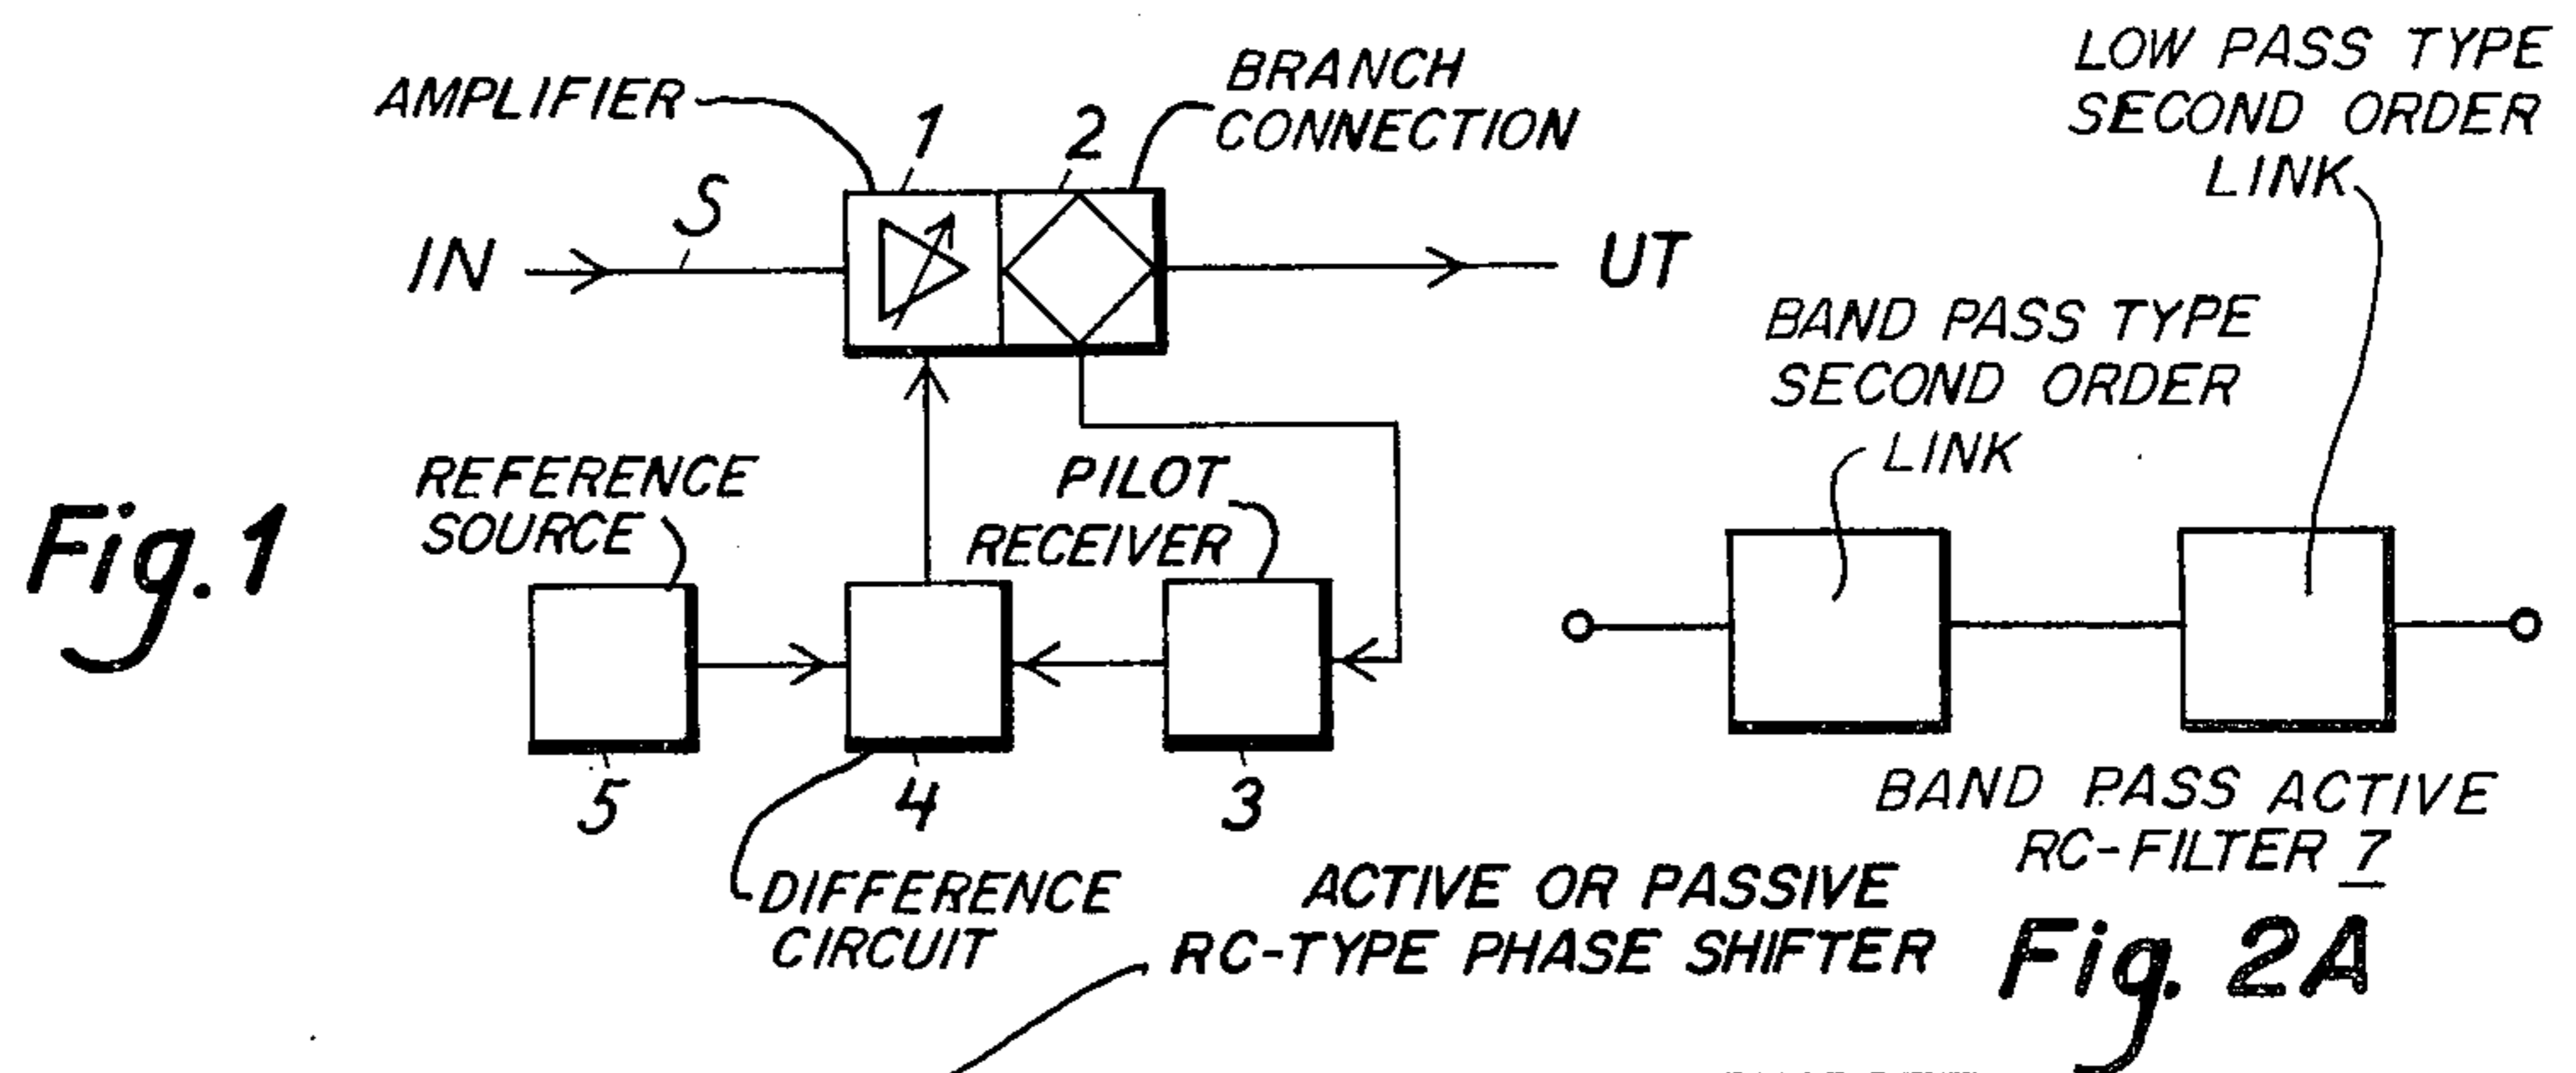 AMPLIFIER
1
2
BRANCH
CONNECTION
S
IN
UT
REFERENCE
SOURCE
PILOT
RECEIVER
Fig. 1
5
4
3
DIFFERENCE
CIRCUIT
LOW PASS TYPE
SECOND ORDER
LINK
BAND PASS TYPE
SECOND ORDER
LINK
BAND PASS ACTIVE
RC-FILTER 7
Fig. 2A
ACTIVE OR PASSIVE
RC-TYPE PHASE SHIFTER